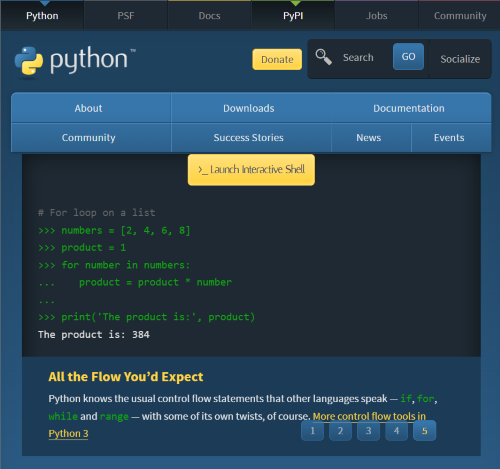 Python PSF Docs PyPI Jobs Community
python™ Donate Search GO Socialize
About Downloads Documentation
Community Success Stories News Events
>_ Launch Interactive Shell
# For loop on a list
>>> numbers = [2, 4, 6, 8]
>>> product = 1
>>> for number in numbers:
...    product = product * number
...
>>> print('The product is:', product)
The product is: 384
All the Flow You’d Expect
Python knows the usual control flow statements that other languages speak — if, for,
while and range — with some of its own twists, of course. More control flow tools in
Python 3
1 2 3 4 5